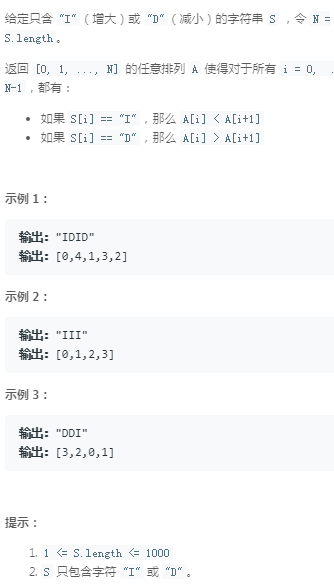 给定只含 "I"（增大）或 "D"（减小）的字符串 S ，令 N =
S.length。
返回 [0, 1, ..., N] 的任意排列 A 使得对于所有 i = 0, ..
N-1 ，都有：
• 如果 S[i] == "I" ，那么 A[i] < A[i+1]
• 如果 S[i] == "D" ，那么 A[i] > A[i+1]
示例 1：
输出："IDID"
输出：[0,4,1,3,2]
示例 2：
输出："III"
输出：[0,1,2,3]
示例 3：
输出："DDI"
输出：[3,2,0,1]
提示：
1. 1 <= S.length <= 1000
2. S 只包含字符 "I" 或 "D"。